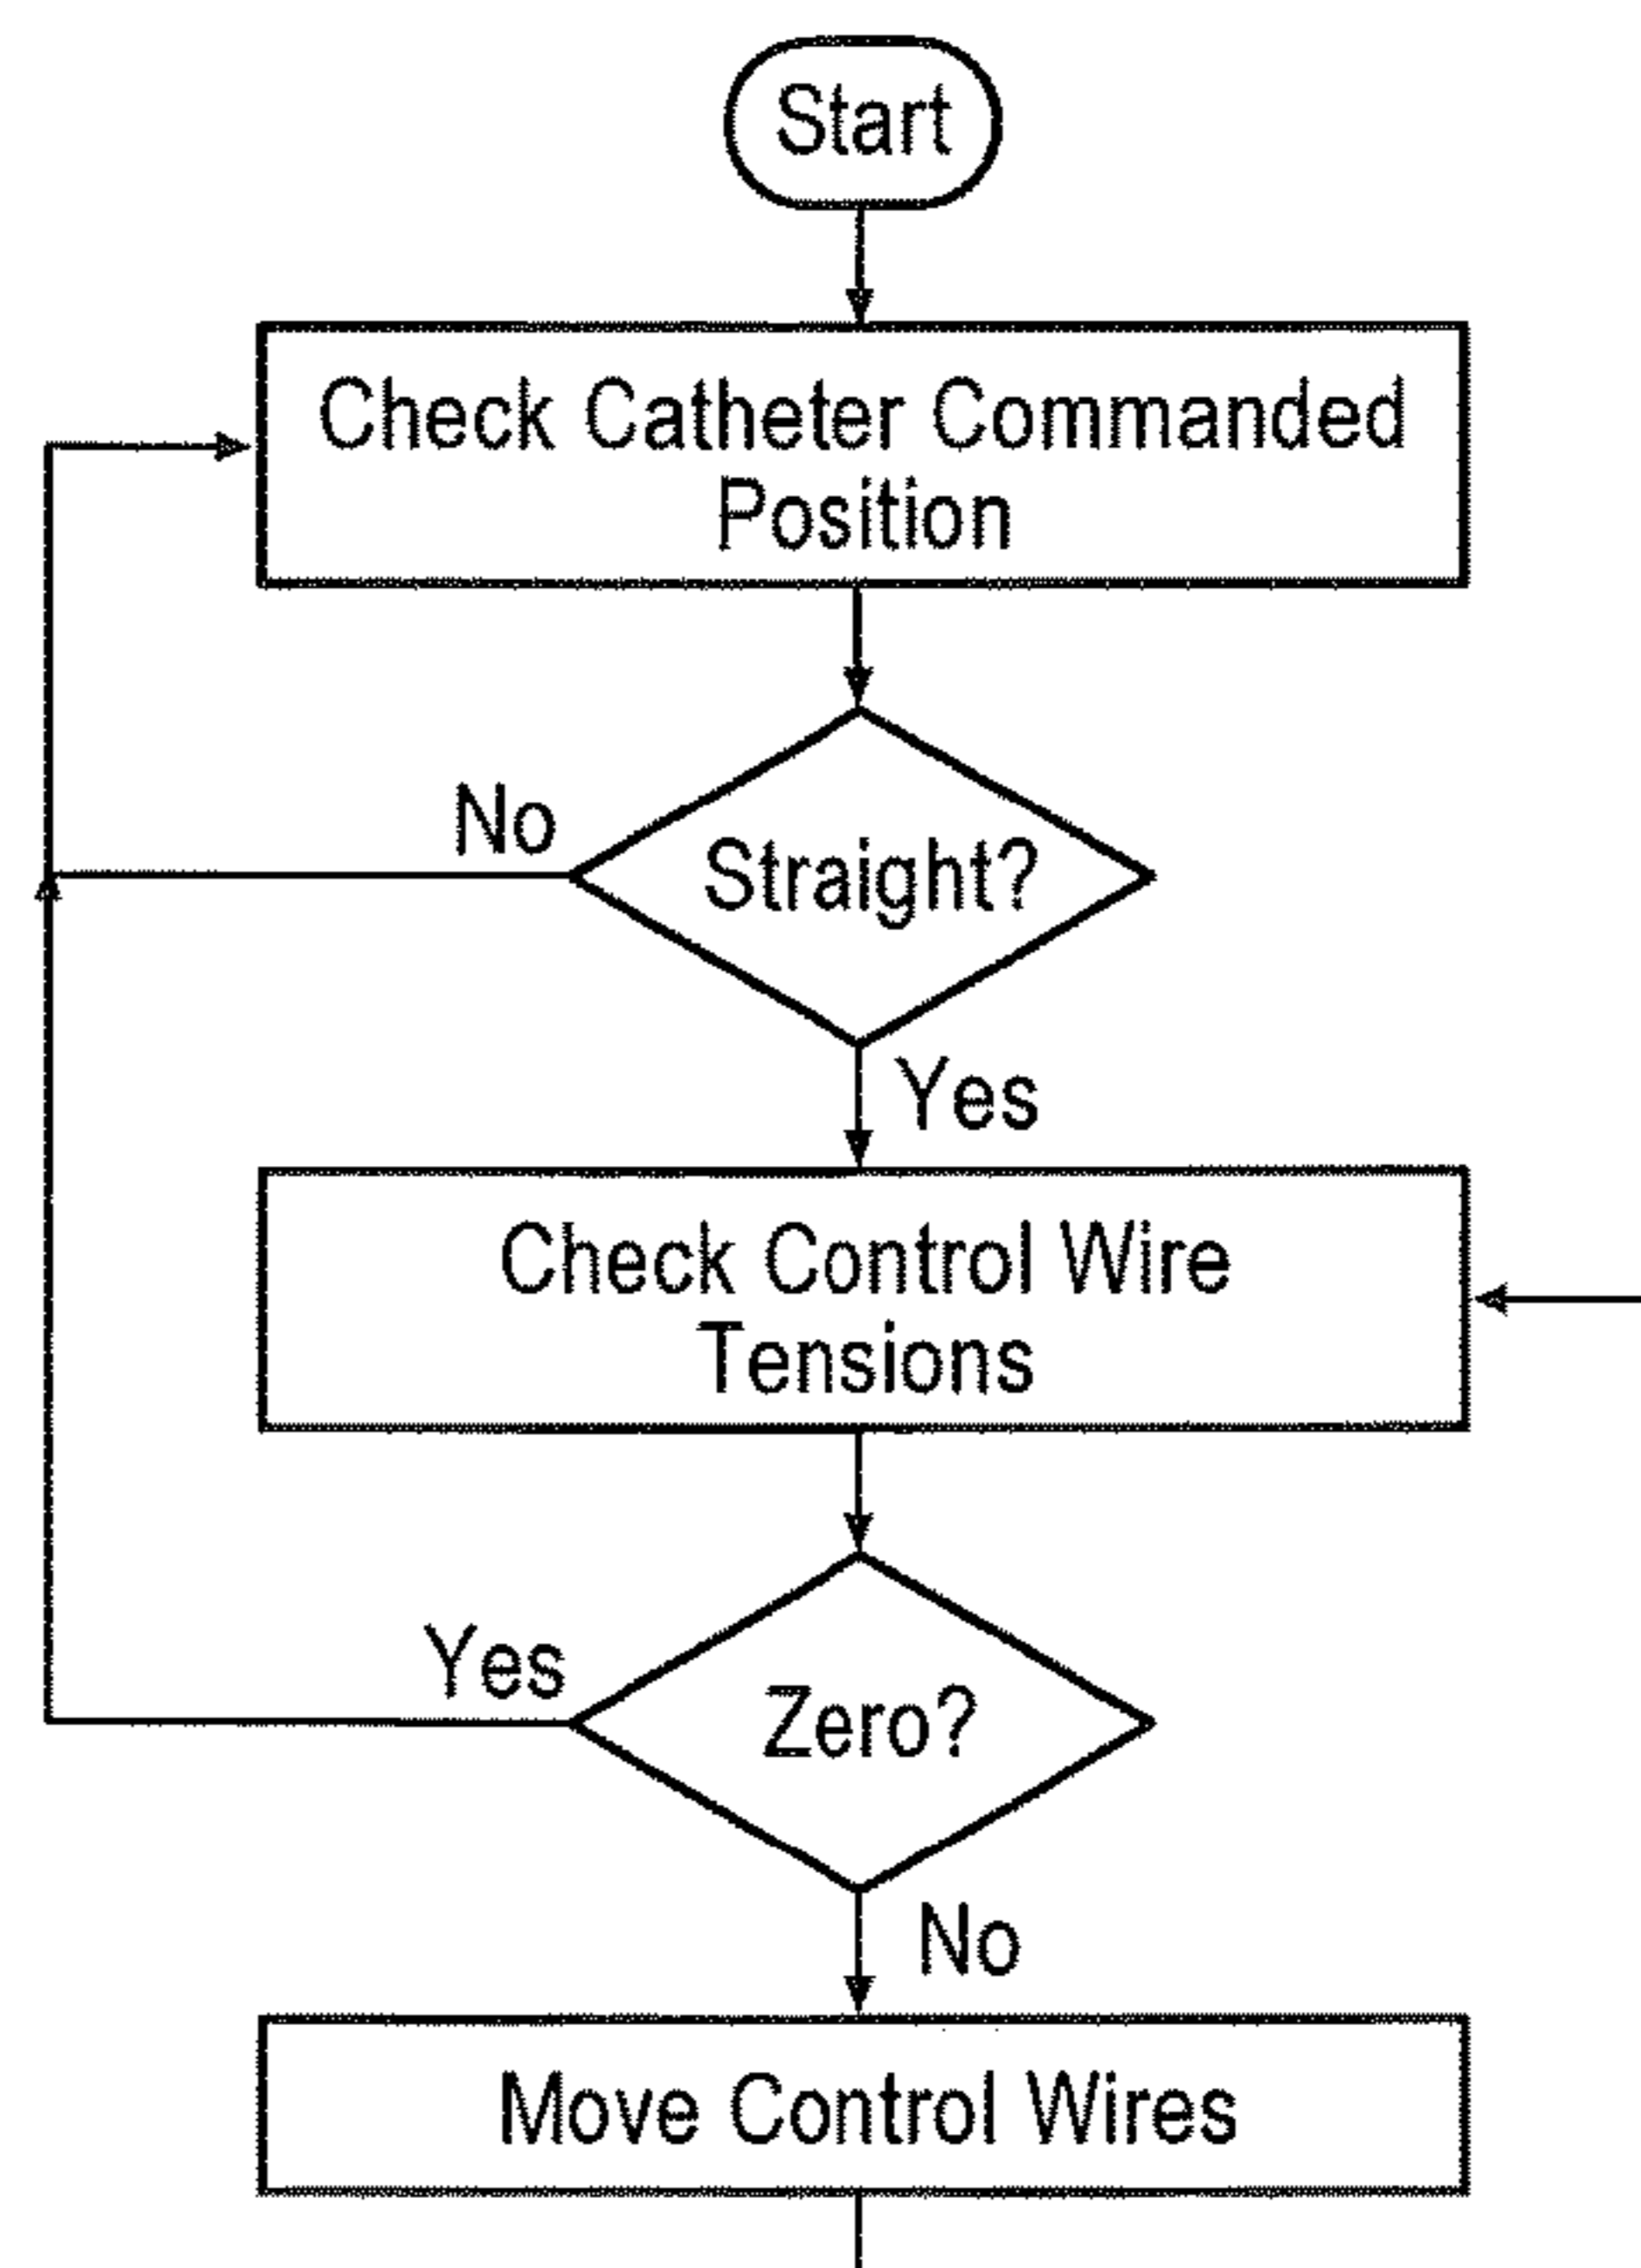 Start
Check Catheter Commanded
Position
No
Straight?
Yes
Check Control Wire
Tensions
Yes
Zero?
No
Move Control Wires